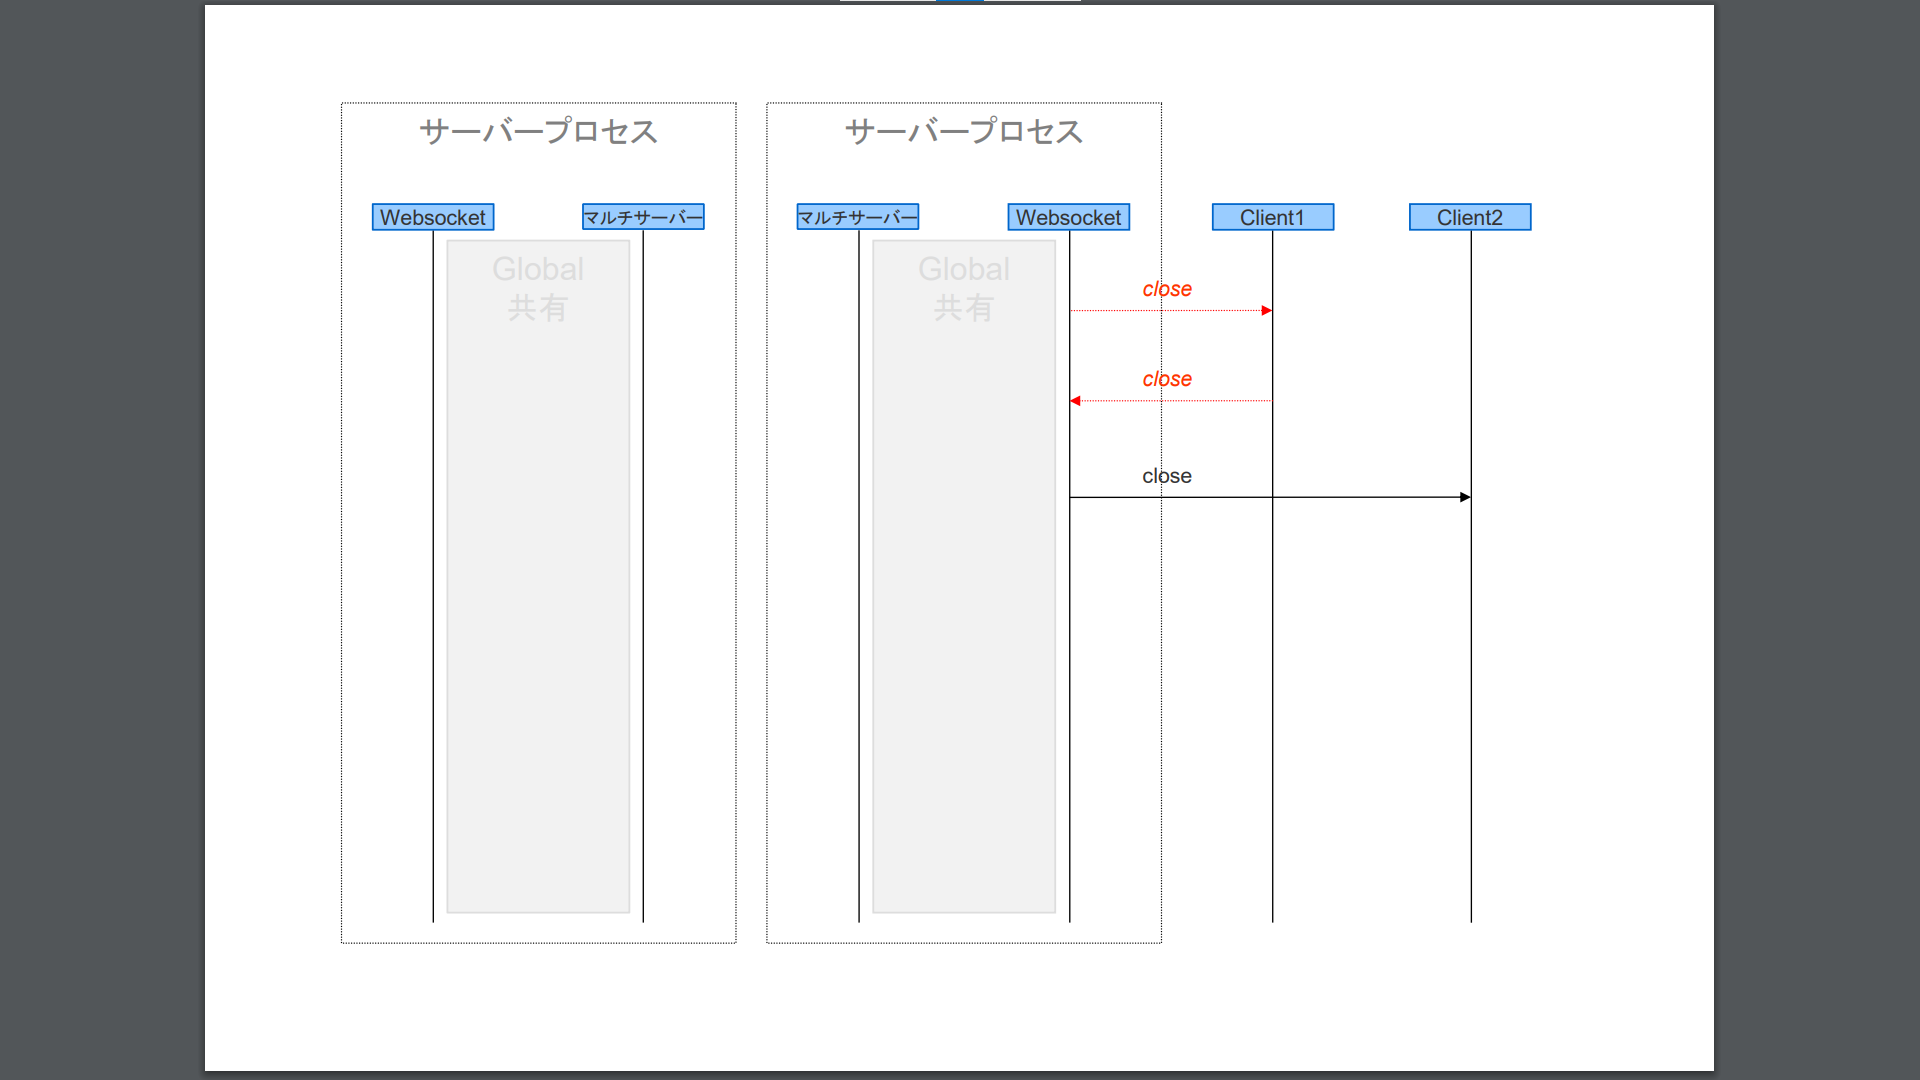 サーバープロセス
サーバープロセス
Websocket
マルチサーバー
マルチサーバー
Websocket
Client1
Client2
Global
共有
Global
共有
close
close
close